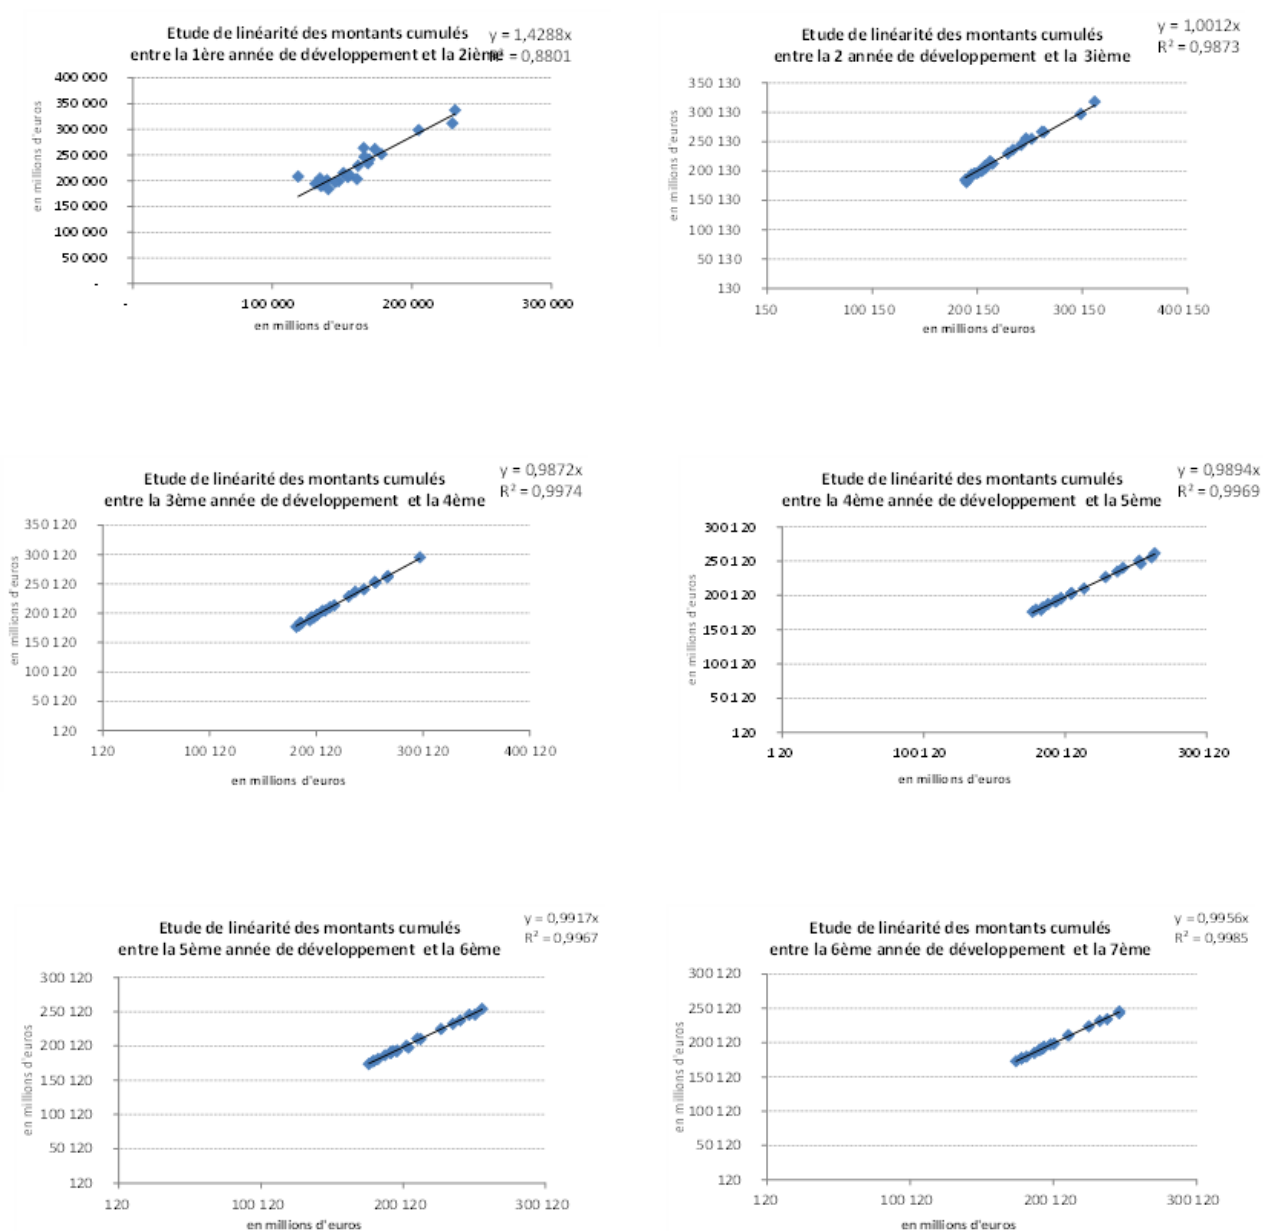 Etude de linéarité des montants cumulés
entre la 1ère année de développement et la 2ième
y = 1,4288x
R² = 0,8801
en millions d'euros
400 000
350 000
300 000
250 000
200 000
150 000
100 000
50 000
-
- 100 000 200 000 300 000
en millions d'euros
Etude de linéarité des montants cumulés
entre la 2 année de développement et la 3ième
y = 1,0012x
R² = 0,9873
en millions d'euros
350 130
300 130
250 130
200 130
150 130
100 130
50 130
130
150 100 150 200 150 300 150 400 150
en millions d'euros
Etude de linéarité des montants cumulés
entre la 3ème année de développement et la 4ème
y = 0,9872x
R² = 0,9974
en millions d'euros
350 120
300 120
250 120
200 120
150 120
100 120
50 120
120
120 100 120 200 120 300 120 400 120
en millions d'euros
Etude de linéarité des montants cumulés
entre la 4ème année de développement et la 5ème
y = 0,9894x
R² = 0,9969
en millions d'euros
300 120
250 120
200 120
150 120
100 120
50 120
120
120 100 120 200 120 300 120
en millions d'euros
Etude de linéarité des montants cumulés
entre la 5ème année de développement et la 6ème
y = 0,9917x
R² = 0,9967
en millions d'euros
300 120
250 120
200 120
150 120
100 120
50 120
120
120 100 120 200 120 300 120
en millions d'euros
Etude de linéarité des montants cumulés
entre la 6ème année de développement et la 7ème
y = 0,9956x
R² = 0,9985
en millions d'euros
300 120
250 120
200 120
150 120
100 120
50 120
120
120 100 120 200 120 300 120
en millions d'euros